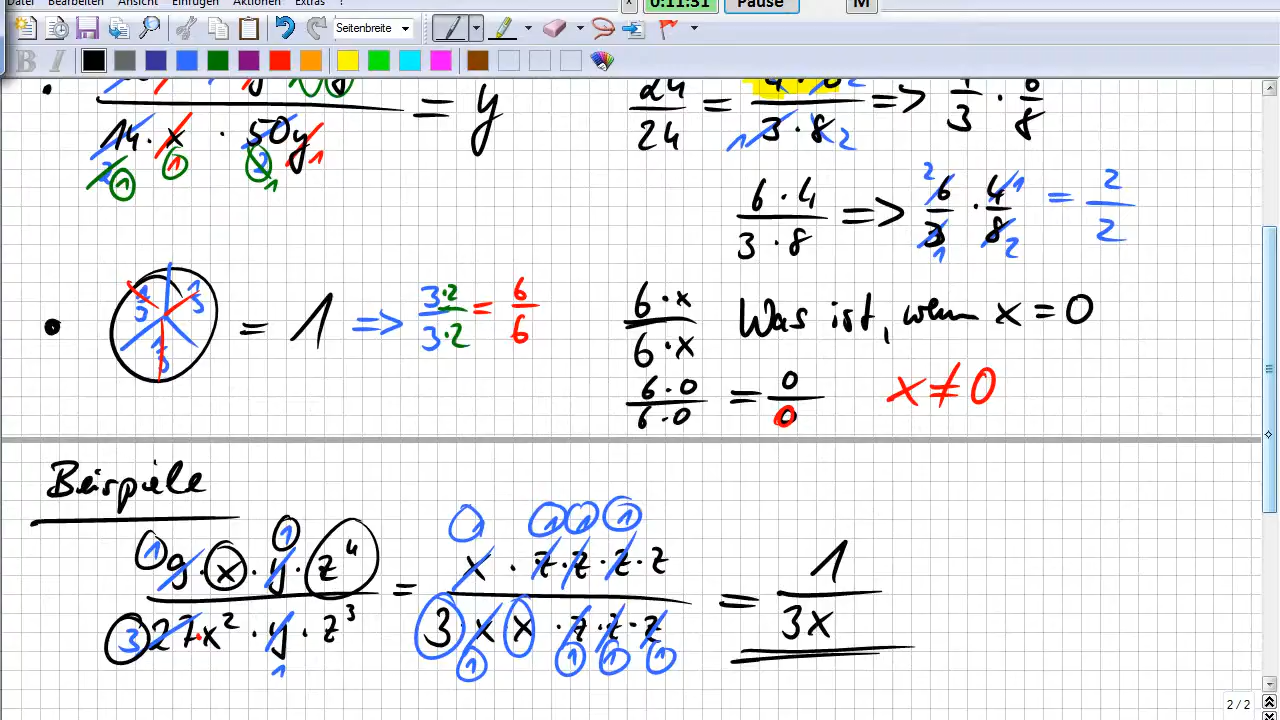 Datei Bearbeiten Ansicht Einfügen Aktionen Extras ?
0:11:51 Pause M
Seitenbreite
B I
14 · x · 50y = y
24/24 = 3 · 8 => 4/3 · 6/8
6 · 4 / 3 · 8 => 6/3 · 4/8 = 2/2
= 1 => 3·2/3·2 = 6/6
6 · x / 6 · x Was ist, wenn x = 0
6 · 0 / 6 · 0 = 0/0 x ≠ 0
Beispiele
9 · x · y · z⁴ / 27x² · y · z³ = x · z · z · z · z / 3 x x · z · z · z = 1 / 3x
2 / 2